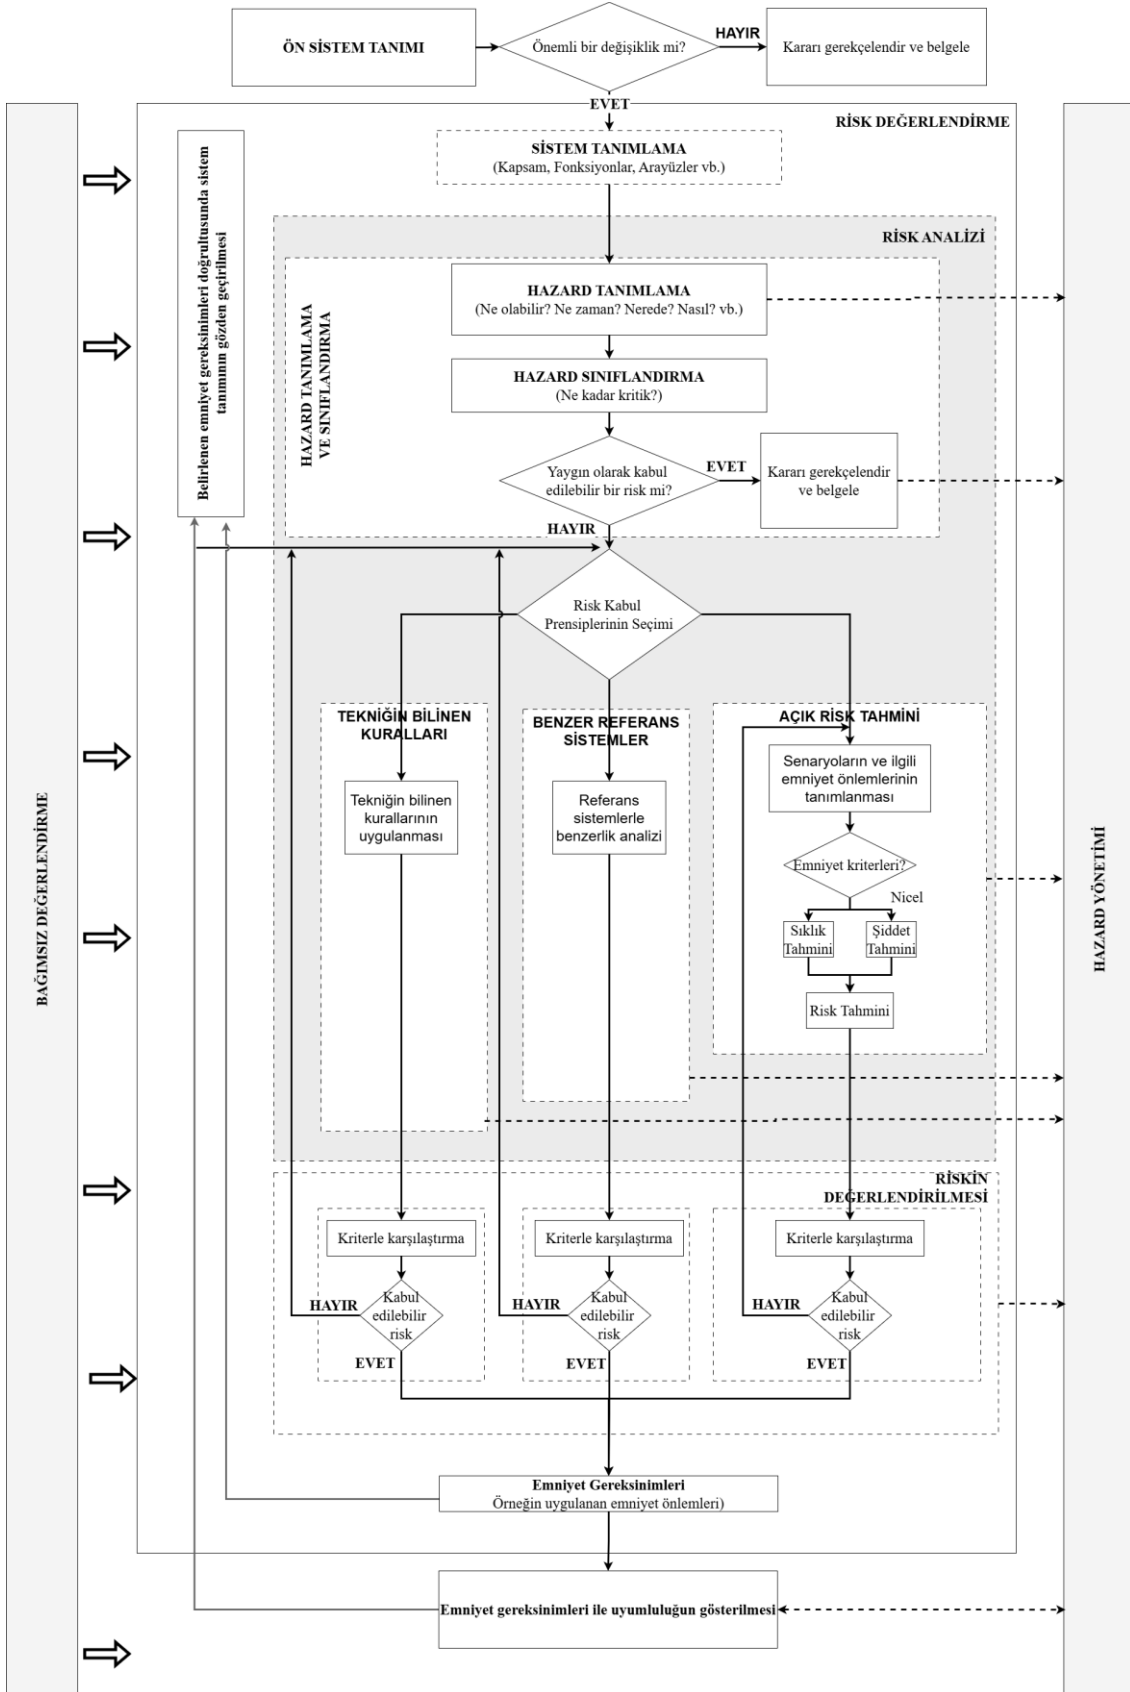 ÖN SİSTEM TANIMI
Önemli bir değişiklik mi?
HAYIR
Kararı gerekçelendir ve belgele
EVET
RİSK DEĞERLENDİRME
SİSTEM TANIMLAMA
(Kapsam, Fonksiyonlar, Arayüzler vb.)
Belirlenen emniyet gereksinimleri doğrultusunda sistem
tanımının gözden geçirilmesi
RİSK ANALİZİ
HAZARD TANIMLAMA
VE SINIFLANDIRMA
HAZARD TANIMLAMA
(Ne olabilir? Ne zaman? Nerede? Nasıl? vb.)
HAZARD SINIFLANDIRMA
(Ne kadar kritik?)
Yaygın olarak kabul
edilebilir bir risk mi?
EVET
Kararı gerekçelendir
ve belgele
HAYIR
Risk Kabul
Prensiplerinin Seçimi
TEKNİĞİN BİLİNEN
KURALLARI
BENZER REFERANS
SİSTEMLER
AÇIK RİSK TAHMİNİ
Tekniğin bilinen
kurallarının
uygulanması
Referans
sistemlerle
benzerlik analizi
Senaryoların ve ilgili
emniyet önlemlerinin
tanımlanması
Emniyet kriterleri?
Nicel
Sıklık
Tahmini
Şiddet
Tahmini
Risk Tahmini
BAĞIMSIZ DEĞERLENDİRME
HAZARD YÖNETİMİ
RİSKİN
DEĞERLENDİRİLMESİ
Kriterle karşılaştırma
Kriterle karşılaştırma
Kriterle karşılaştırma
HAYIR
Kabul
edilebilir
risk
HAYIR
Kabul
edilebilir
risk
HAYIR
Kabul
edilebilir
risk
EVET
EVET
EVET
Emniyet Gereksinimleri
Örneğin uygulanan emniyet önlemleri)
Emniyet gereksinimleri ile uyumluluğun gösterilmesi